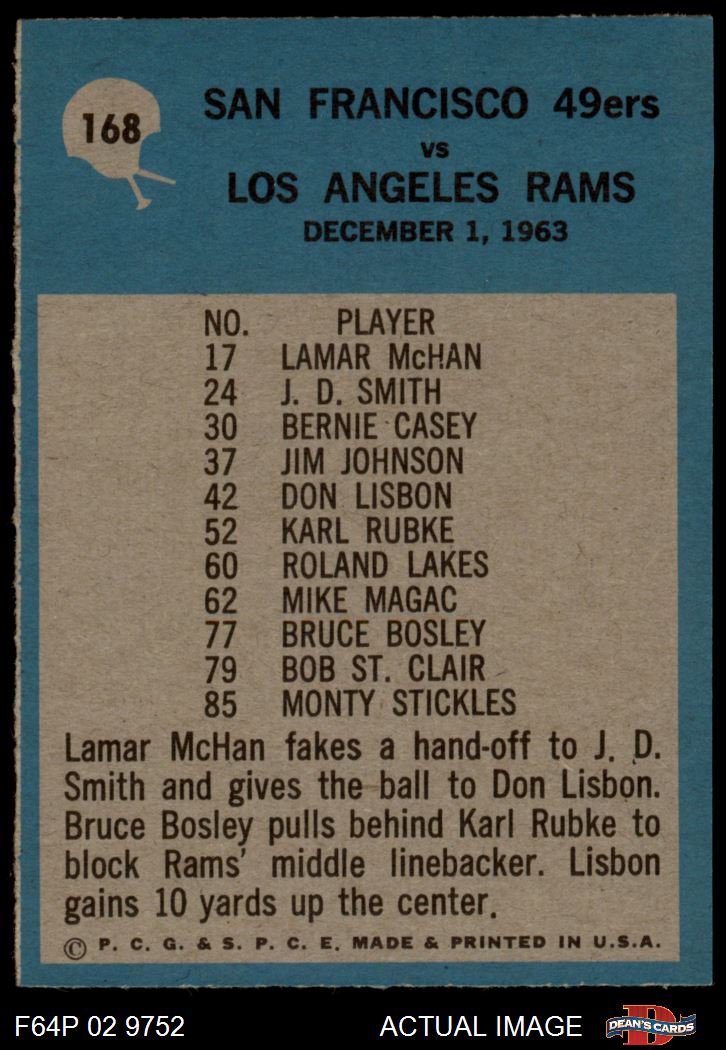 168
SAN FRANCISCO 49ers
vs
LOS ANGELES RAMS
DECEMBER 1, 1963
NO. PLAYER
17 LAMAR McHAN
24 J. D. SMITH
30 BERNIE CASEY
37 JIM JOHNSON
42 DON LISBON
52 KARL RUBKE
60 ROLAND LAKES
62 MIKE MAGAC
77 BRUCE BOSLEY
79 BOB ST. CLAIR
85 MONTY STICKLES
Lamar McHan fakes a hand-off to J. D.
Smith and gives the ball to Don Lisbon.
Bruce Bosley pulls behind Karl Rubke to
block Rams' middle linebacker. Lisbon
gains 10 yards up the center.
© P. C. G. & S. P. C. E. MADE & PRINTED IN U.S.A.
F64P 02 9752 ACTUAL IMAGE
D
DEAN'S CARDS